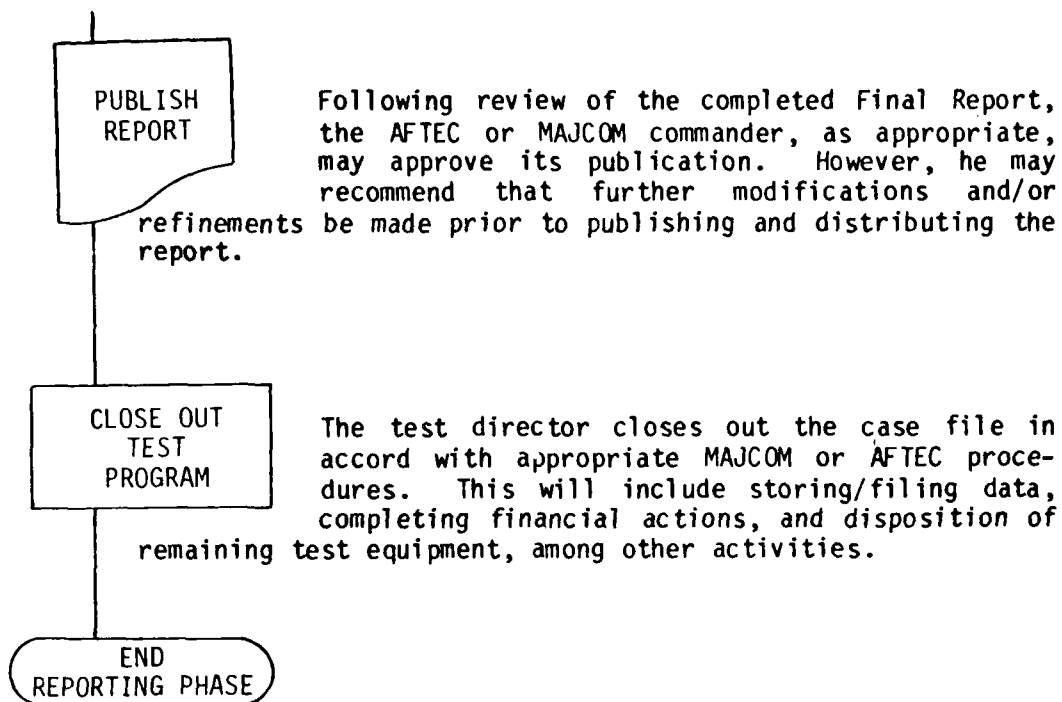 PUBLISH
REPORT
Following review of the completed Final Report,
the AFTEC or MAJCOM commander, as appropriate,
may approve its publication. However, he may
recommend that further modifications and/or
refinements be made prior to publishing and distributing the
report.
CLOSE OUT
TEST
PROGRAM
The test director closes out the case file in
accord with appropriate MAJCOM or AFTEC proce-
dures. This will include storing/filing data,
completing financial actions, and disposition of
remaining test equipment, among other activities.
END
REPORTING PHASE